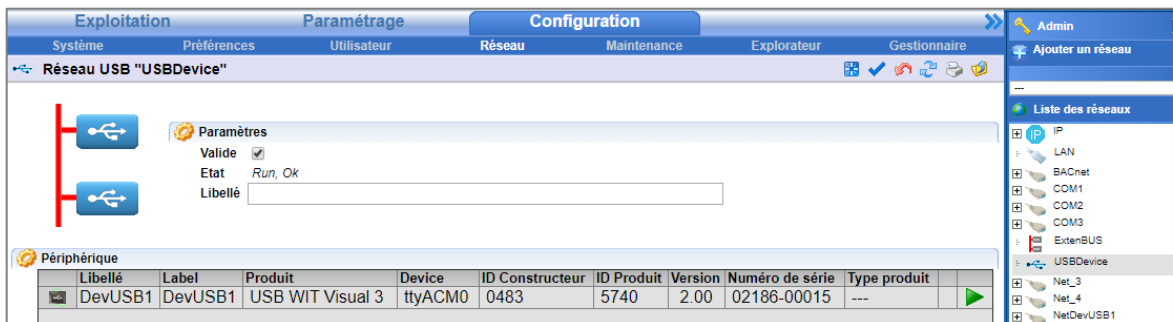 Exploitation Paramétrage Configuration
Système Préférences Utilisateur Réseau Maintenance Explorateur Gestionnaire
Réseau USB "USBDevice"
Paramètres
Valide
Etat Run, Ok
Libellé
Périphérique
Libellé Label Produit Device ID Constructeur ID Produit Version Numéro de série Type produit
DevUSB1 DevUSB1 USB WIT Visual 3 ttyACM0 0483 5740 2.00 02186-00015 ---
Admin
Ajouter un réseau
---
Liste des réseaux
IP IP
LAN
BACnet
COM1
COM2
COM3
ExtenBUS
USBDevice
Net_3
Net_4
NetDevUSB1